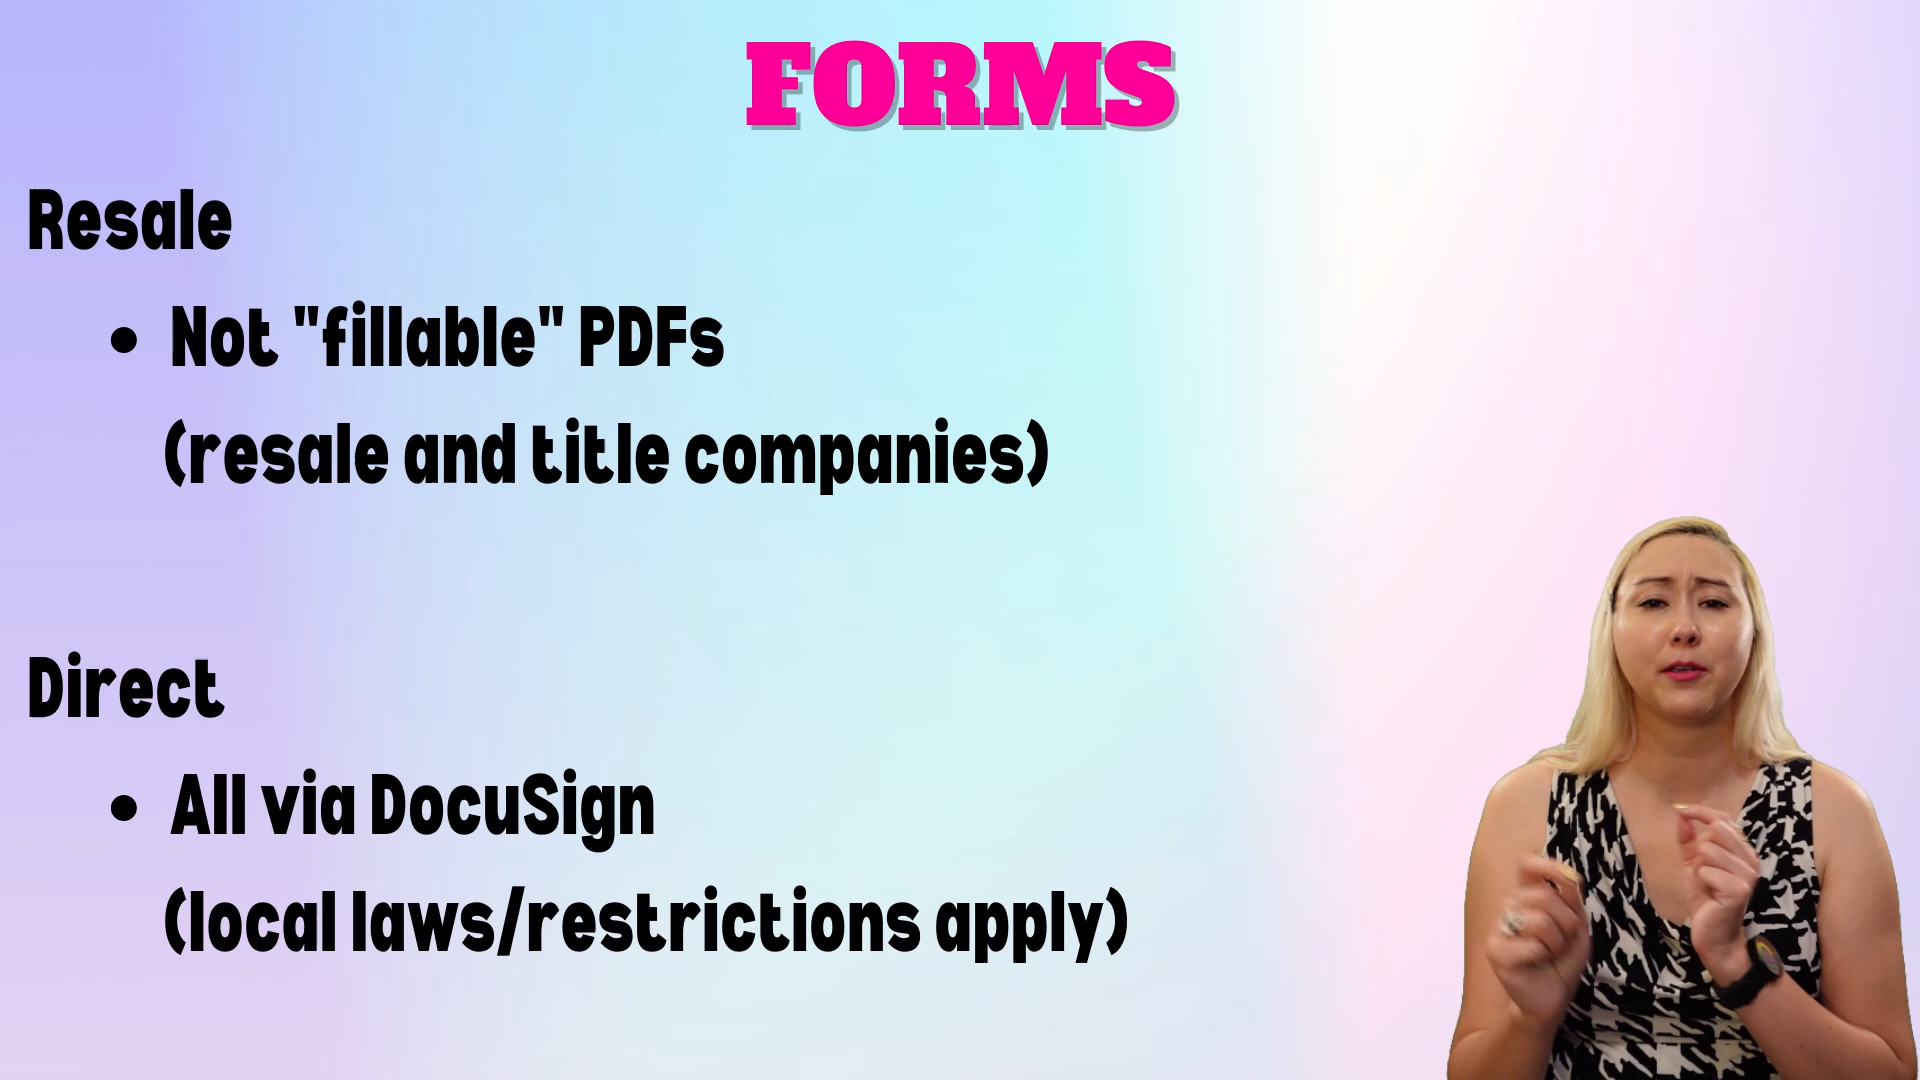 FORMS
Resale
• Not "fillable" PDFs
(resale and title companies)
Direct
• All via DocuSign
(local laws/restrictions apply)